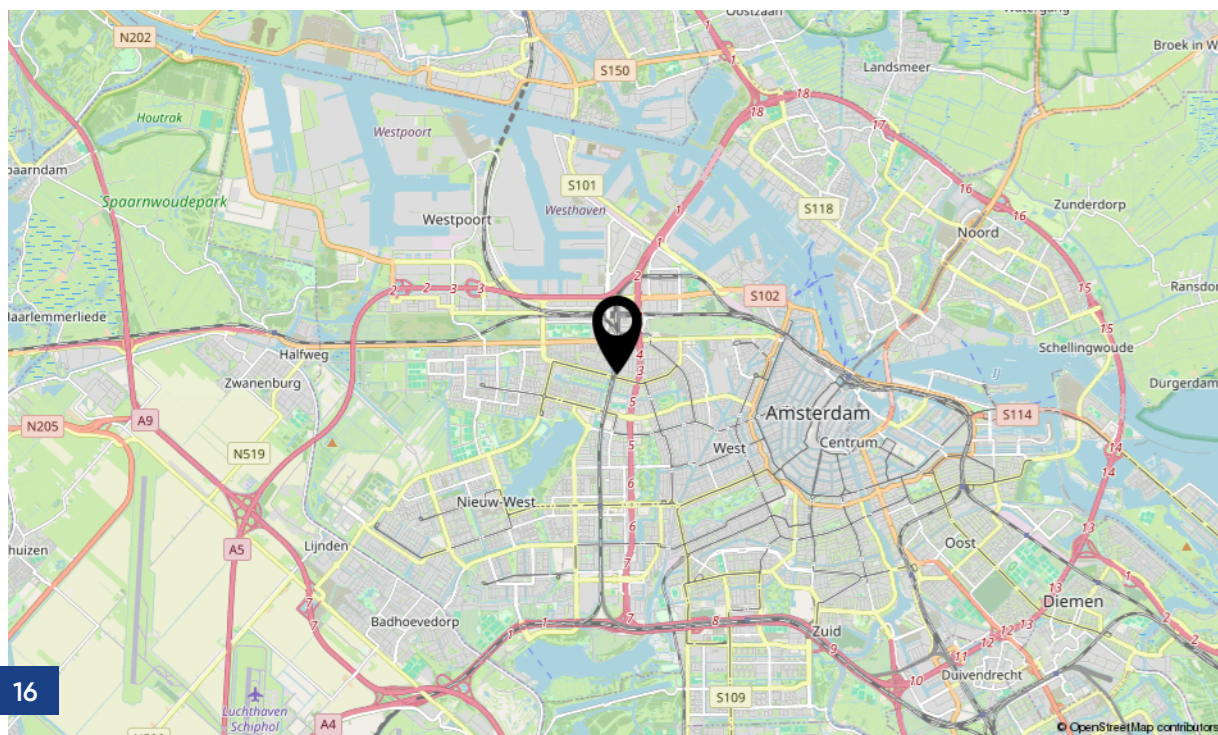 Oostzaan
N202
Watergang
Broek in W
S150
Landsmeer
18
1
18
Houtrak
Westpoort
17
paarndam
S101
16
Spaarnwoudepark
Westhaven
S118
16
Zunderdorp
Westpoort
1
Noord
1
2
15
Ransdor
2
2
3
3
S102
aarlemmerliede
15
Halfweg
4
Schellingwoude
Zwanenburg
3
IJ
Durgerdam
5
Amsterdam
S114
A9
N205
5
West
Centrum
14
N519
14
6
Nieuw-West
6
13
huizen
A5
Lijnden
Oost
1
7
13
Diemen
7
Badhoevedorp
1
1
7
8
Zuid
12
13
2
2
9
12
11
16
10
Duivendrecht
S109
Luchthaven
Schiphol
A4
© OpenStreetMap contributors